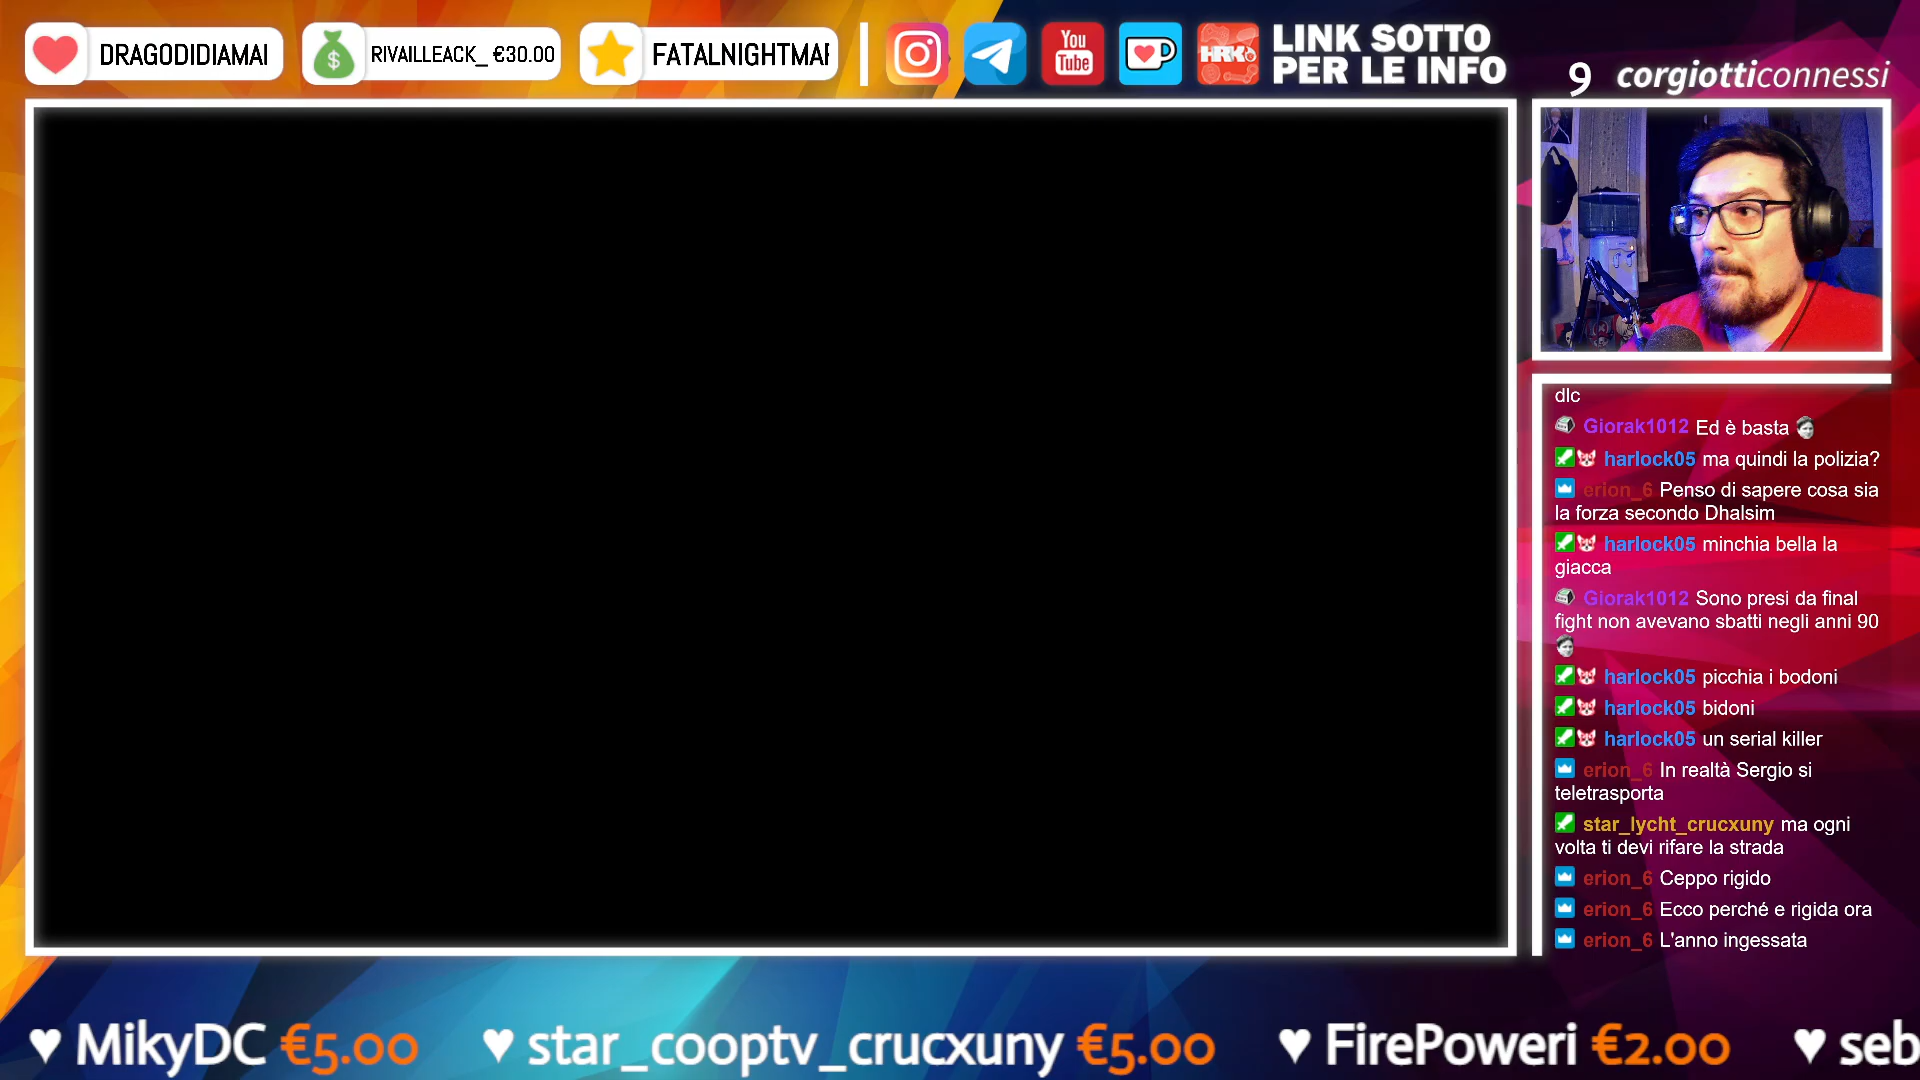 DRAGODIDIAMAI
RIVAILLEACK_ €30.00
FATALNIGHTMAR
You
Tube
HRK
LINK SOTTO
PER LE INFO
9 corgiotticonnessi
dlc
Giorak1012 Ed è basta
harlock05 ma quindi la polizia?
erion_6 Penso di sapere cosa sia
la forza secondo Dhalsim
harlock05 minchia bella la
giacca
Giorak1012 Sono presi da final
fight non avevano sbatti negli anni 90
harlock05 picchia i bodoni
harlock05 bidoni
harlock05 un serial killer
erion_6 In realtà Sergio si
teletrasporta
star_lycht_crucxuny ma ogni
volta ti devi rifare la strada
erion_6 Ceppo rigido
erion_6 Ecco perché e rigida ora
erion_6 L'anno ingessata
♥ MikyDC €5.00 ♥ star_cooptv_crucxuny €5.00 ♥ FirePoweri €2.00 ♥ seb